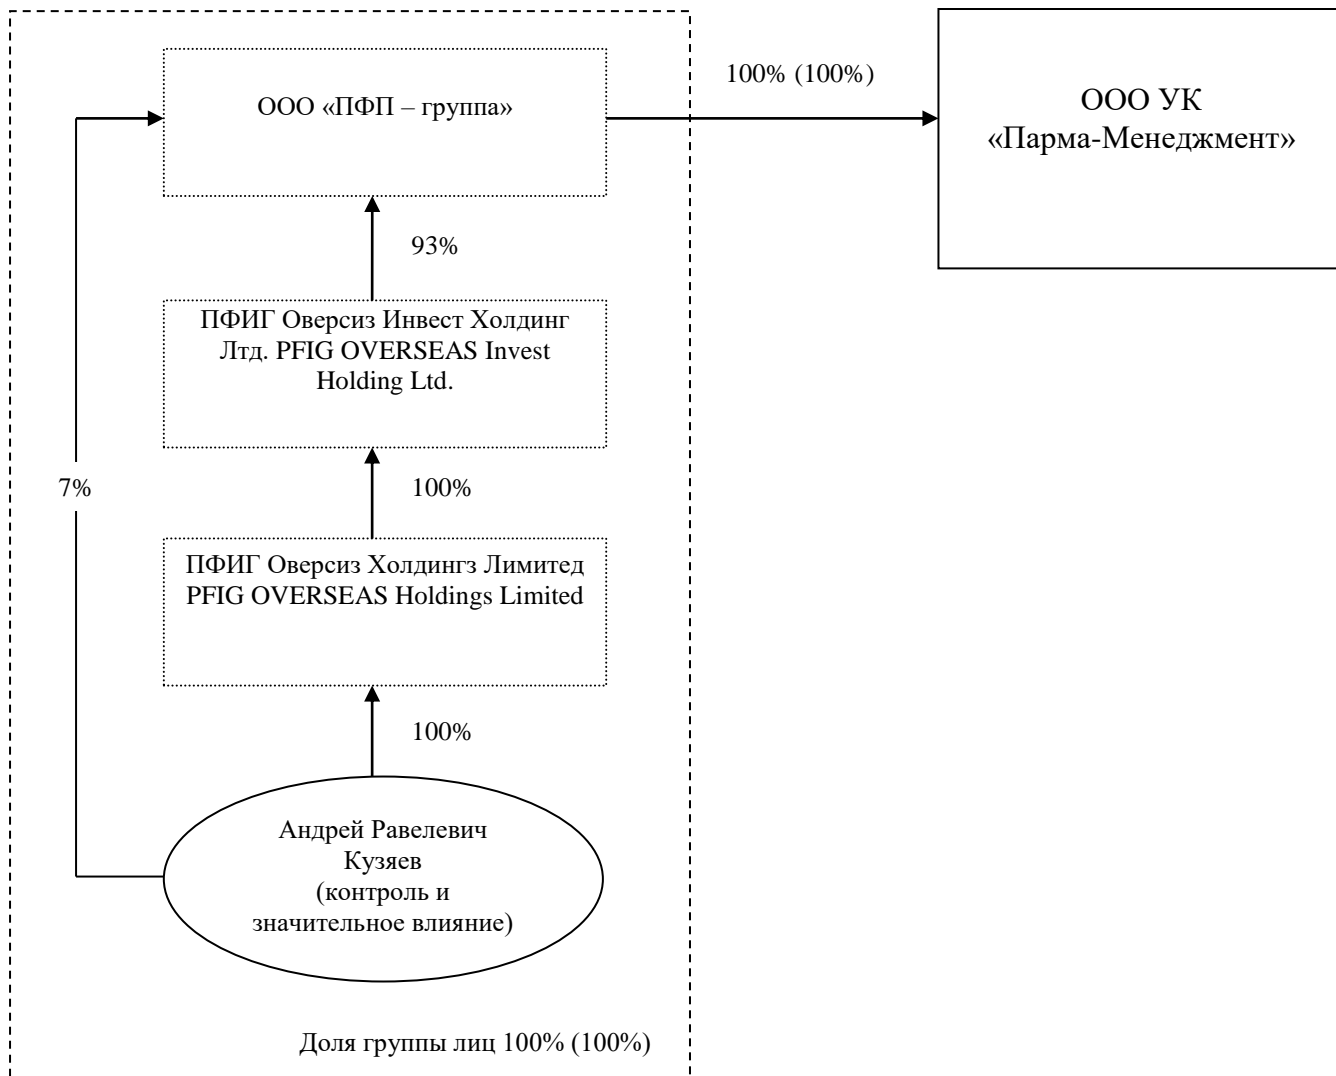 ООО «ПФП – группа»
100% (100%)
ООО УК
«Парма-Менеджмент»
93%
ПФИГ Оверсиз Инвест Холдинг
Лтд. PFIG OVERSEAS Invest
Holding Ltd.
7%
100%
ПФИГ Оверсиз Холдингз Лимитед
PFIG OVERSEAS Holdings Limited
100%
Андрей Равелевич
Кузяев
(контроль и
значительное влияние)
Доля группы лиц 100% (100%)